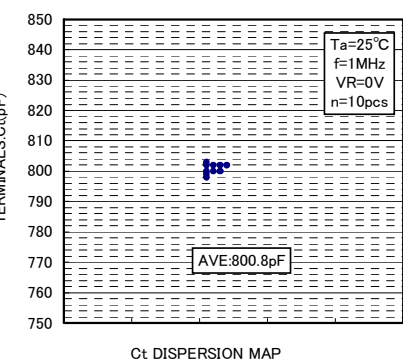 850
840
830
820
810
800
790
780
770
760
750
TERMINALS:Ct(pF)
Ta=25°C
f=1MHz
VR=0V
n=10pcs
AVE:800.8pF
Ct DISPERSION MAP